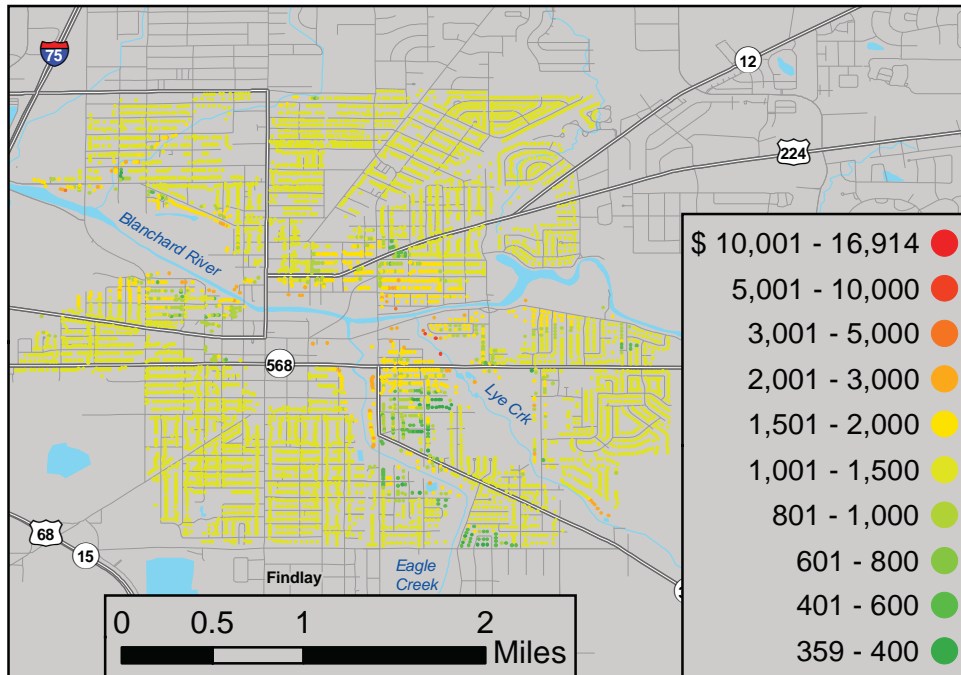 75
12
224
Blanchard River
$ 10,001 - 16,914
5,001 - 10,000
3,001 - 5,000
568
2,001 - 3,000
Lye Crk
1,501 - 2,000
1,001 - 1,500
801 - 1,000
68
15
Eagle
Creek
Findlay
601 - 800
401 - 600
359 - 400
0 0.5 1 2
Miles